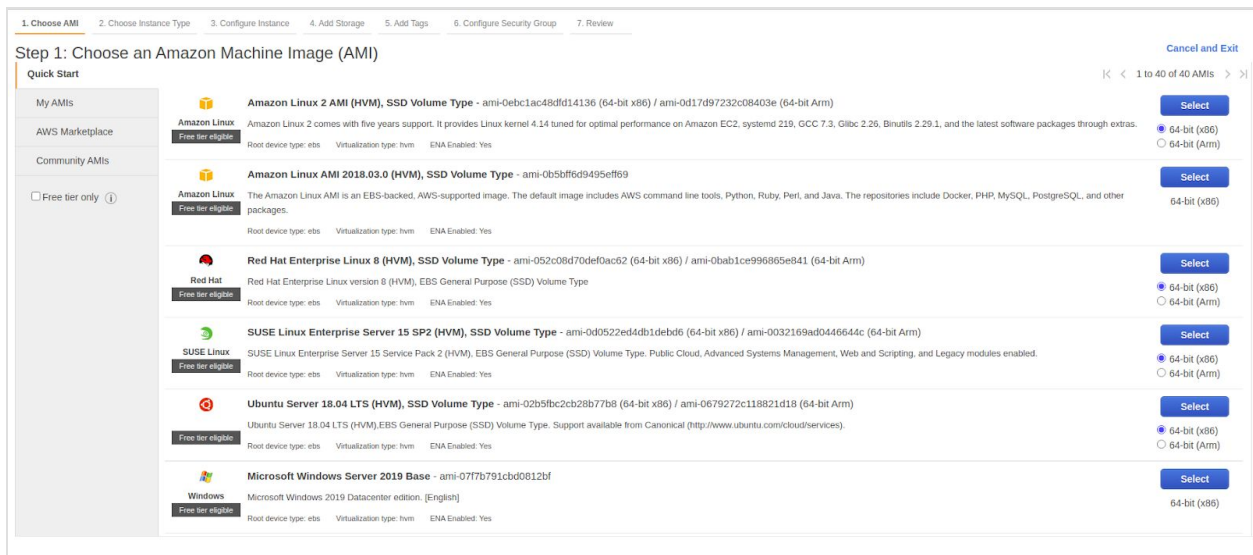 1. Choose AMI 2. Choose Instance Type 3. Configure Instance 4. Add Storage 5. Add Tags 6. Configure Security Group 7. Review
Step 1: Choose an Amazon Machine Image (AMI)
Cancel and Exit
Quick Start
1 to 40 of 40 AMIs
My AMIs
AWS Marketplace
Community AMIs
Free tier only
Amazon Linux
Free tier eligible
Amazon Linux 2 AMI (HVM), SSD Volume Type - ami-0ebc1ac48dfd14136 (64-bit x86) / ami-0d17d97232c08403e (64-bit Arm)
Amazon Linux 2 comes with five years support. It provides Linux kernel 4.14 tuned for optimal performance on Amazon EC2, systemd 219, GCC 7.3, Glibc 2.26, Binutils 2.29.1, and the latest software packages through extras.
Root device type: ebs Virtualization type: hvm ENA Enabled: Yes
Select
64-bit (x86)
64-bit (Arm)
Amazon Linux
Free tier eligible
Amazon Linux AMI 2018.03.0 (HVM), SSD Volume Type - ami-0b5bff6d9495eff69
The Amazon Linux AMI is an EBS-backed, AWS-supported image. The default image includes AWS command line tools, Python, Ruby, Perl, and Java. The repositories include Docker, PHP, MySQL, PostgreSQL, and other
packages.
Root device type: ebs Virtualization type: hvm ENA Enabled: Yes
Select
64-bit (x86)
Red Hat
Free tier eligible
Red Hat Enterprise Linux 8 (HVM), SSD Volume Type - ami-052c08d70def0ac62 (64-bit x86) / ami-0bab1ce996865e841 (64-bit Arm)
Red Hat Enterprise Linux version 8 (HVM), EBS General Purpose (SSD) Volume Type
Root device type: ebs Virtualization type: hvm ENA Enabled: Yes
Select
64-bit (x86)
64-bit (Arm)
SUSE Linux
Free tier eligible
SUSE Linux Enterprise Server 15 SP2 (HVM), SSD Volume Type - ami-0d0522ed4db1debd6 (64-bit x86) / ami-0032169ad0446644c (64-bit Arm)
SUSE Linux Enterprise Server 15 Service Pack 2 (HVM), EBS General Purpose (SSD) Volume Type. Public Cloud, Advanced Systems Management, Web and Scripting, and Legacy modules enabled.
Root device type: ebs Virtualization type: hvm ENA Enabled: Yes
Select
64-bit (x86)
64-bit (Arm)
Free tier eligible
Ubuntu Server 18.04 LTS (HVM), SSD Volume Type - ami-02b5fbc2cb28b77b8 (64-bit x86) / ami-0679272c118821d18 (64-bit Arm)
Ubuntu Server 18.04 LTS (HVM),EBS General Purpose (SSD) Volume Type. Support available from Canonical (http://www.ubuntu.com/cloud/services).
Root device type: ebs Virtualization type: hvm ENA Enabled: Yes
Select
64-bit (x86)
64-bit (Arm)
Windows
Free tier eligible
Microsoft Windows Server 2019 Base - ami-07f7b791cbd0812bf
Microsoft Windows 2019 Datacenter edition. [English]
Root device type: ebs Virtualization type: hvm ENA Enabled: Yes
Select
64-bit (x86)